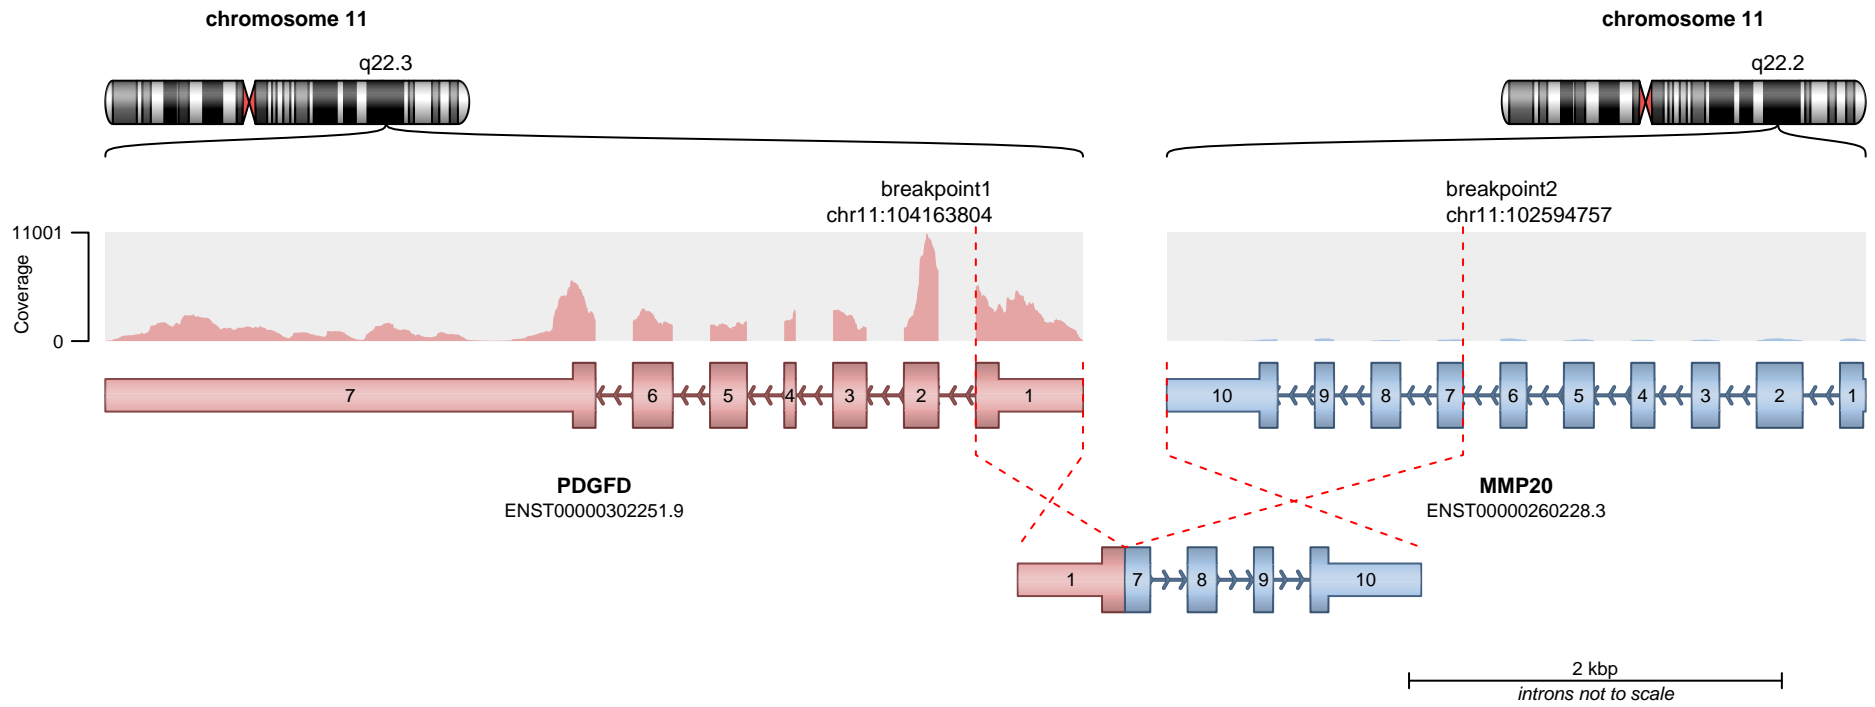 chromosome 11
chromosome 11
q22.3
q22.2
breakpoint1
chr11:104163804
breakpoint2
chr11:102594757
11001
Coverage
0
7
6
5
4
3
2
1
10
9
8
7
6
5
4
3
2
1
PDGFD
ENST00000302251.9
MMP20
ENST00000260228.3
1
7
8
9
10
2 kbp
introns not to scale